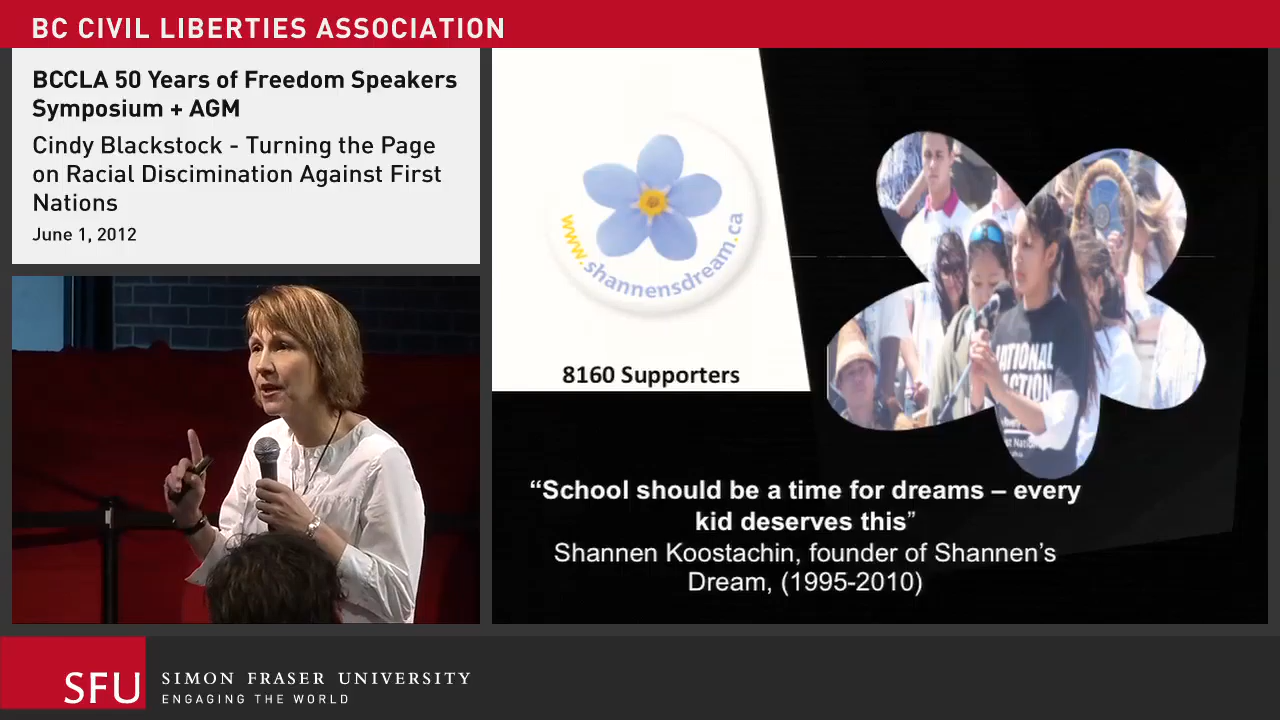 BC CIVIL LIBERTIES ASSOCIATION
BCCLA 50 Years of Freedom Speakers
Symposium + AGM
Cindy Blackstock - Turning the Page
on Racial Discimination Against First
Nations
June 1, 2012
www.shannensdream.ca
8160 Supporters
NATIONAL
ACTION
“School should be a time for dreams – every
kid deserves this”
Shannen Koostachin, founder of Shannen’s
Dream, (1995-2010)
SFU
SIMON FRASER UNIVERSITY
ENGAGING THE WORLD